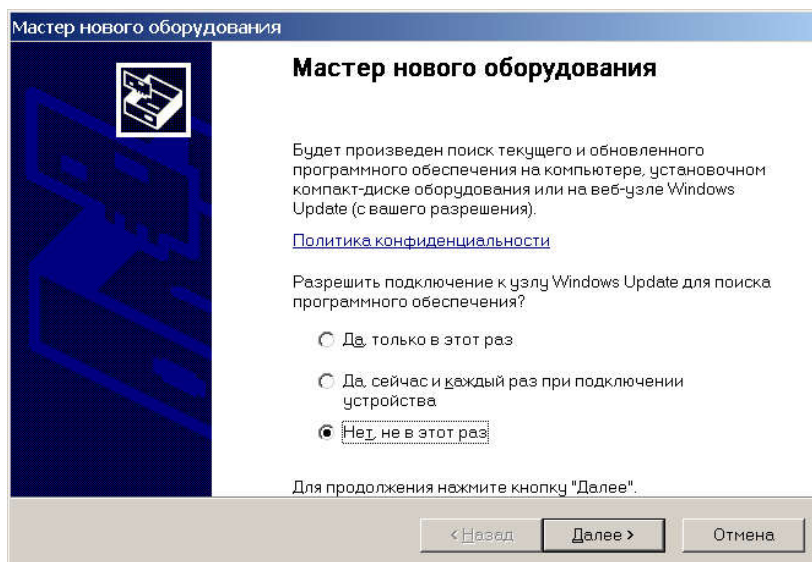 Мастер нового оборудования
Мастер нового оборудования
Будет произведен поиск текущего и обновленного
программного обеспечения на компьютере, установочном
компакт-диске оборудования или на веб-узле Windows
Update (с вашего разрешения).
Политика конфиденциальности
Разрешить подключение к узлу Windows Update для поиска
программного обеспечения?
Да, только в этот раз
Да, сейчас и каждый раз при подключении
устройства
Нет, не в этот раз
Для продолжения нажмите кнопку "Далее".
< Назад Далее > Отмена